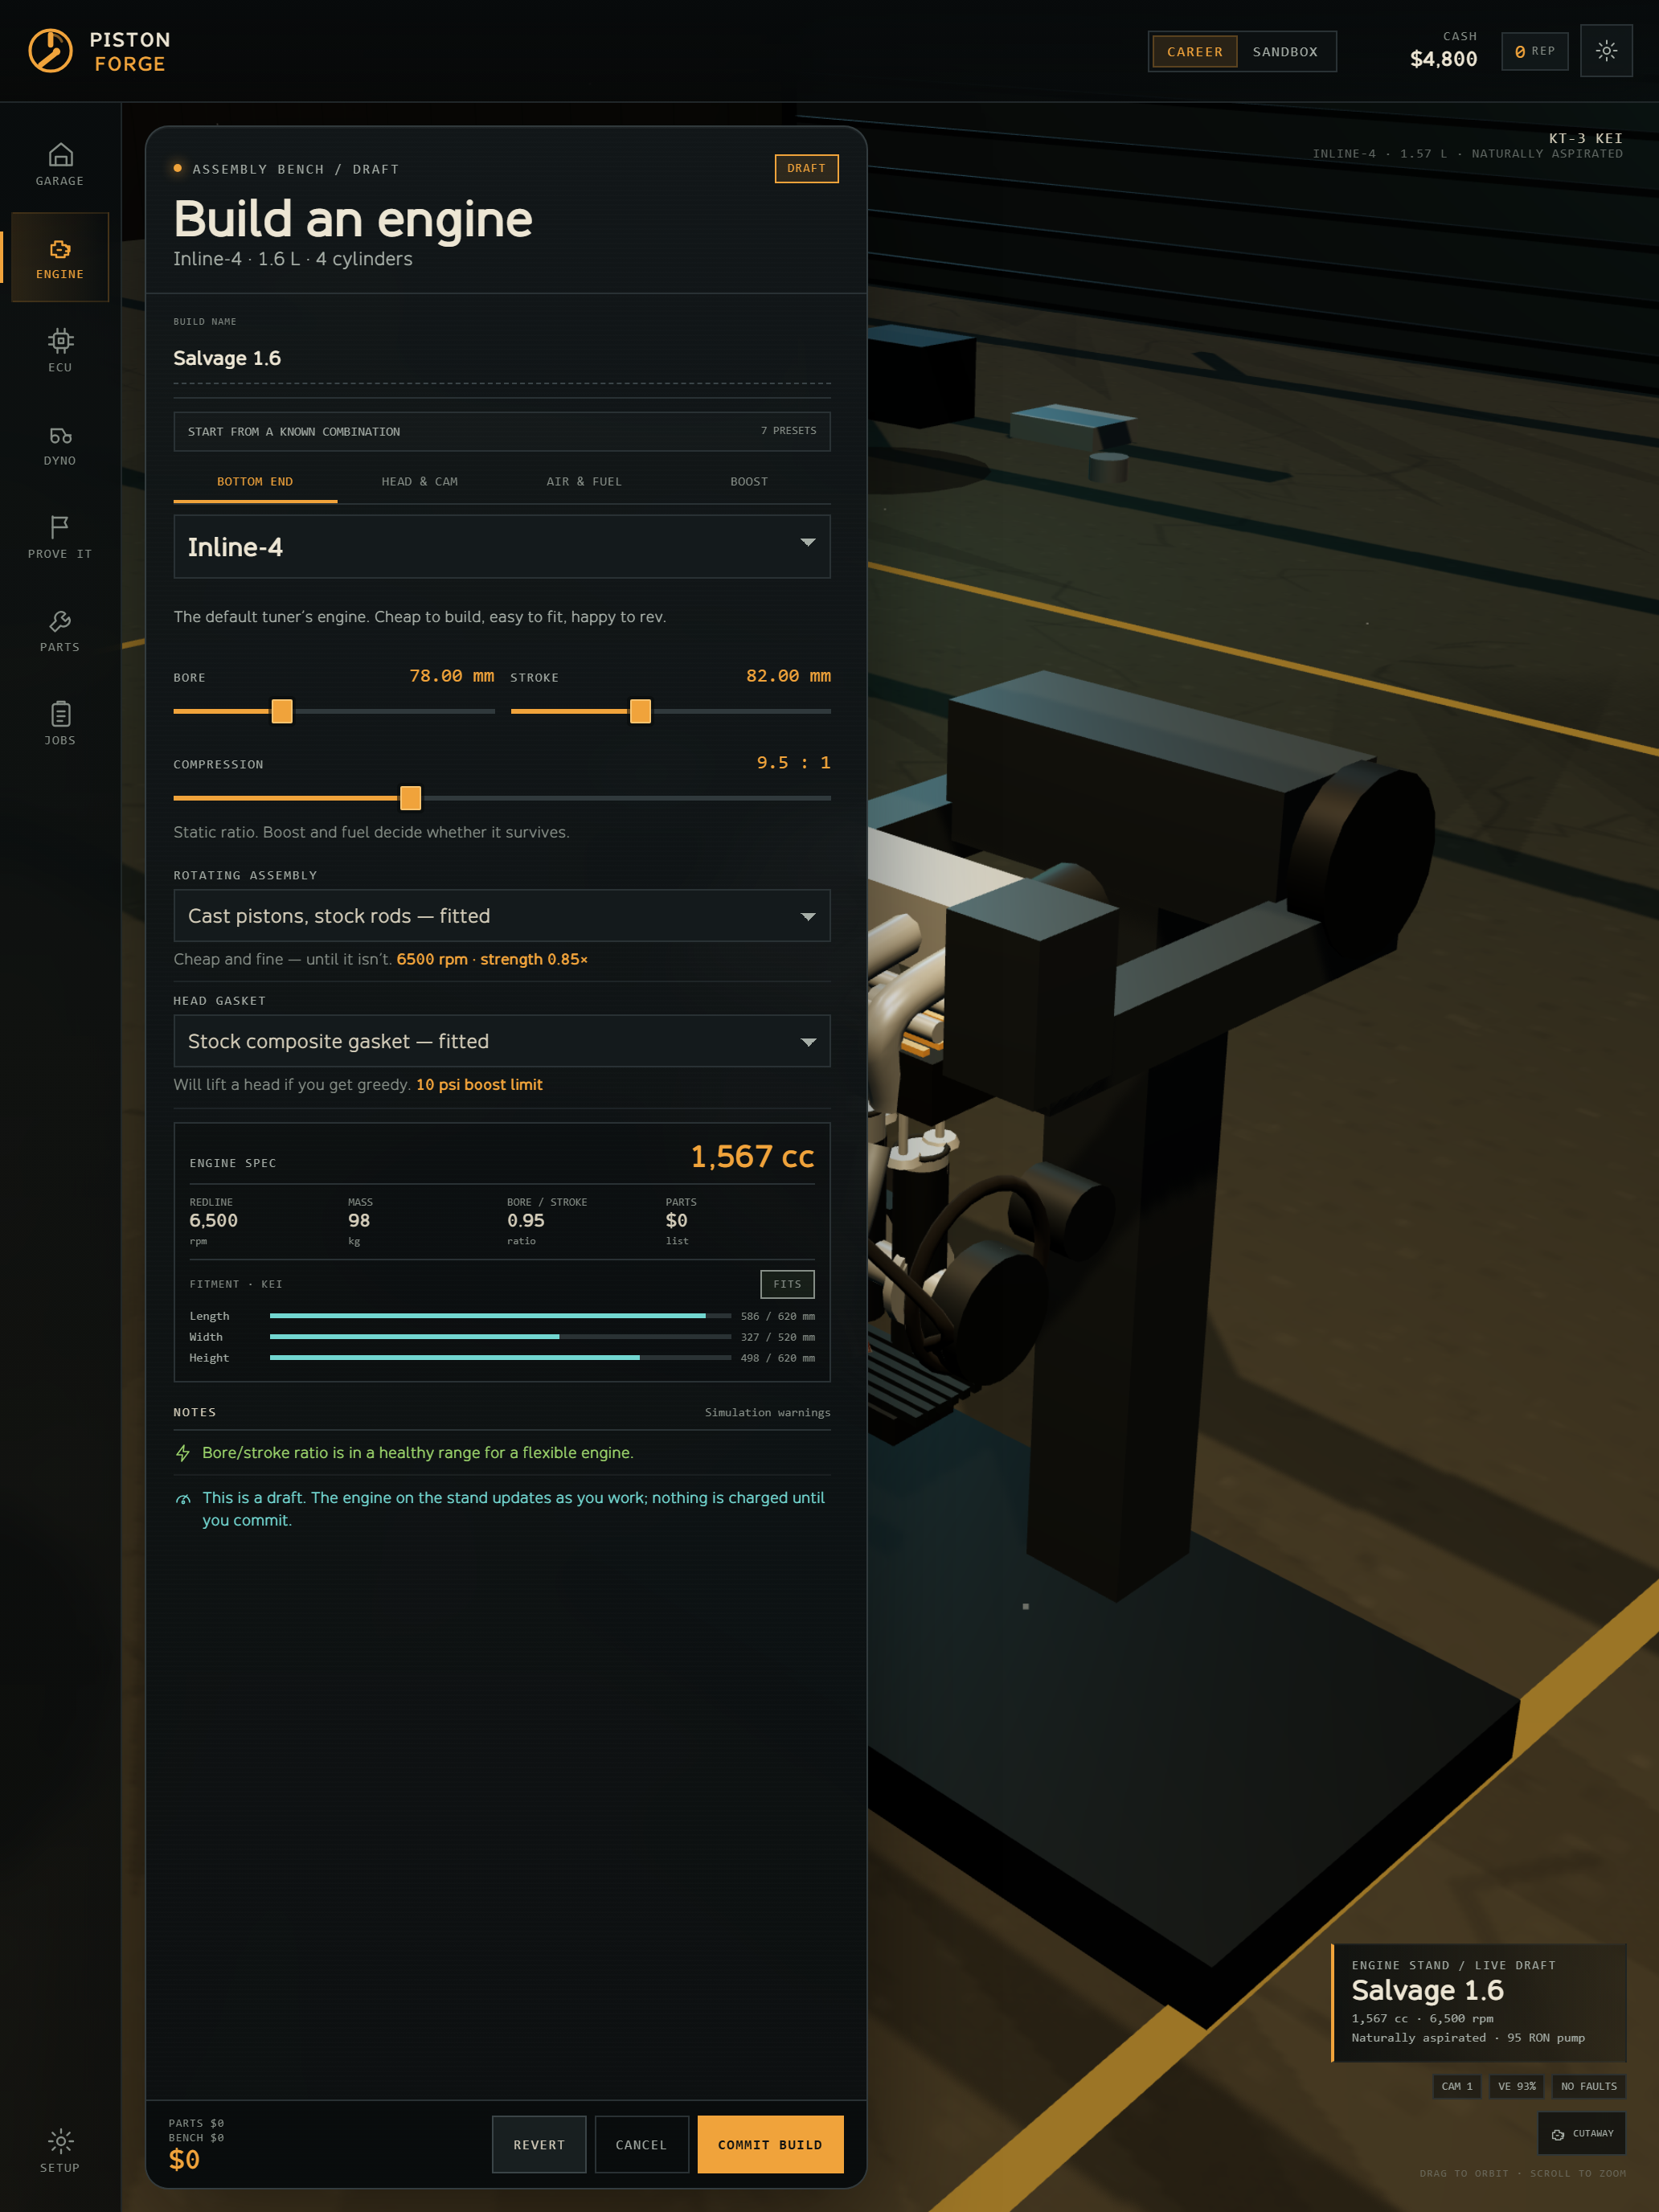 PISTON
FORGE
CAREER
SANDBOX
CASH
$4,800
0 REP
GARAGE
ENGINE
ECU
DYNO
PROVE IT
PARTS
JOBS
SETUP
KT-3 KEI
INLINE-4 · 1.57 L · NATURALLY ASPIRATED
ASSEMBLY BENCH / DRAFT
DRAFT
Build an engine
Inline-4 · 1.6 L · 4 cylinders
BUILD NAME
Salvage 1.6
START FROM A KNOWN COMBINATION
7 PRESETS
BOTTOM END
HEAD & CAM
AIR & FUEL
BOOST
Inline-4
The default tuner's engine. Cheap to build, easy to fit, happy to rev.
BORE
78.00 mm
STROKE
82.00 mm
COMPRESSION
9.5 : 1
Static ratio. Boost and fuel decide whether it survives.
ROTATING ASSEMBLY
Cast pistons, stock rods — fitted
Cheap and fine — until it isn't. 6500 rpm · strength 0.85×
HEAD GASKET
Stock composite gasket — fitted
Will lift a head if you get greedy. 10 psi boost limit
ENGINE SPEC
1,567 cc
REDLINE
6,500
rpm
MASS
98
kg
BORE / STROKE
0.95
ratio
PARTS
$0
list
FITMENT · KEI
FITS
Length
586 / 620 mm
Width
327 / 520 mm
Height
498 / 620 mm
NOTES
Simulation warnings
Bore/stroke ratio is in a healthy range for a flexible engine.
This is a draft. The engine on the stand updates as you work; nothing is charged until
you commit.
PARTS $0
BENCH $0
$0
REVERT
CANCEL
COMMIT BUILD
ENGINE STAND / LIVE DRAFT
Salvage 1.6
1,567 cc · 6,500 rpm
Naturally aspirated · 95 RON pump
CAM 1
VE 93%
NO FAULTS
CUTAWAY
DRAG TO ORBIT · SCROLL TO ZOOM